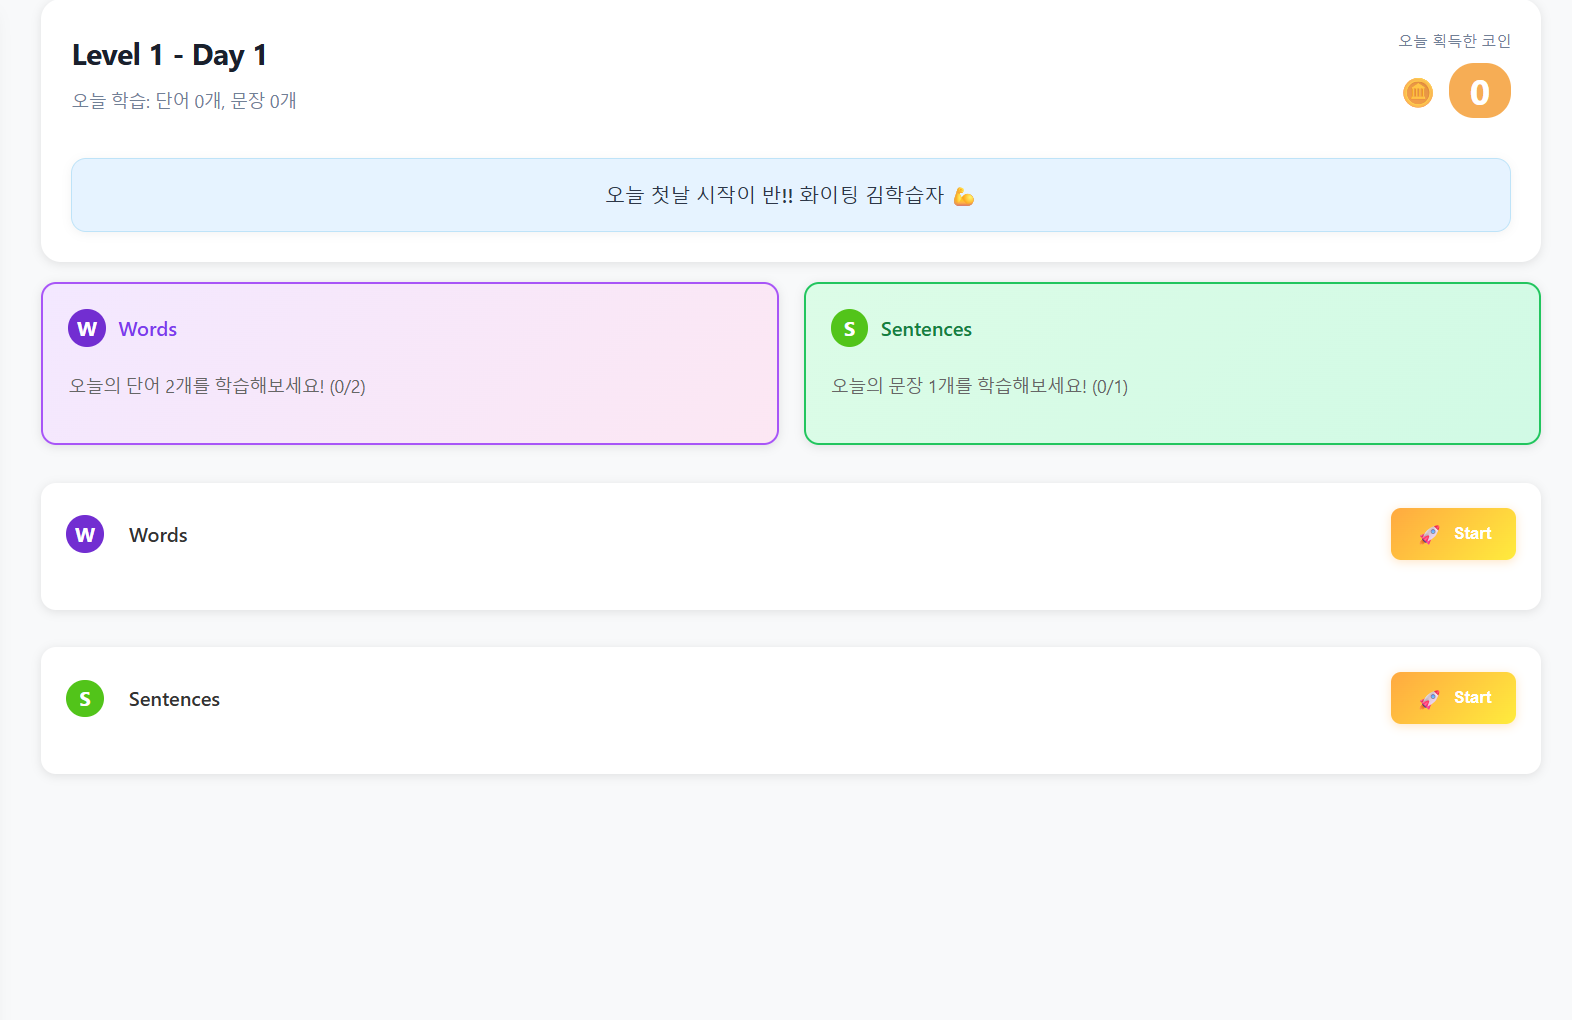 Level 1 - Day 1
오늘 학습: 단어 0개, 문장 0개
오늘 획득한 코인
0
오늘 첫날 시작이 반!! 화이팅 김학습자 💪
W Words
오늘의 단어 2개를 학습해보세요! (0/2)
S Sentences
오늘의 문장 1개를 학습해보세요! (0/1)
W Words
🚀 Start
S Sentences
🚀 Start